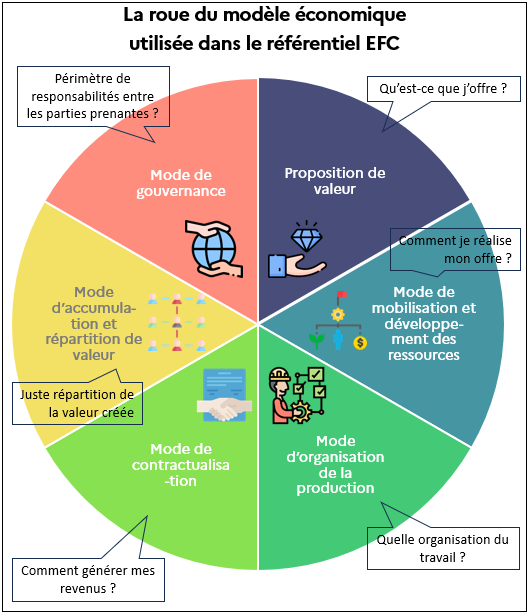 La roue du modèle économique
utilisée dans le référentiel EFC
Périmètre de
responsabilités entre
les parties prenantes ?
Qu’est-ce que j’offre ?
Mode de
gouvernance
Proposition de
valeur
Comment je réalise
mon offre ?
Mode
d’accumula-
tion et
répartition de
valeur
Mode de
mobilisation et
développe-
ment des
ressources
Juste répartition de
la valeur créée
Mode de
contractualisa
-tion
Mode
d’organisation
de la
production
Quelle organisation du
travail ?
Comment générer mes
revenus ?